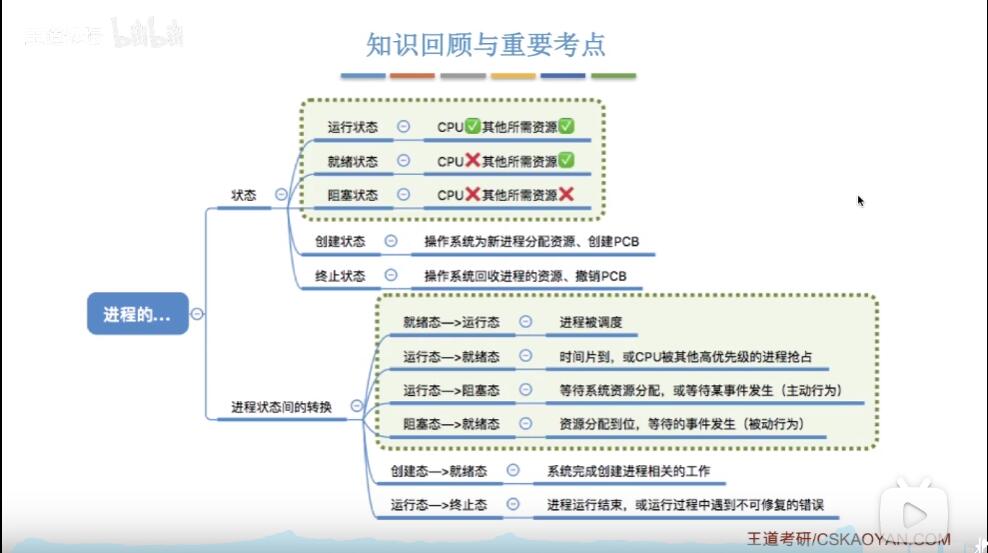 王道考研 bilibili
知识回顾与重要考点
运行状态 CPU✅其他所需资源✅
就绪状态 CPU❌其他所需资源✅
阻塞状态 CPU❌其他所需资源❌
状态
创建状态 操作系统为新进程分配资源、创建PCB
终止状态 操作系统回收进程的资源、撤销PCB
进程的...
就绪态—>运行态 进程被调度
运行态—>就绪态 时间片到，或CPU被其他高优先级的进程抢占
运行态—>阻塞态 等待系统资源分配，或等待某事件发生（主动行为）
阻塞态—>就绪态 资源分配到位，等待的事件发生（被动行为）
进程状态间的转换
创建态—>就绪态 系统完成创建进程相关的工作
运行态—>终止态 进程运行结束，或运行过程中遇到不可修复的错误
王道考研/CSKAOYAN.COM